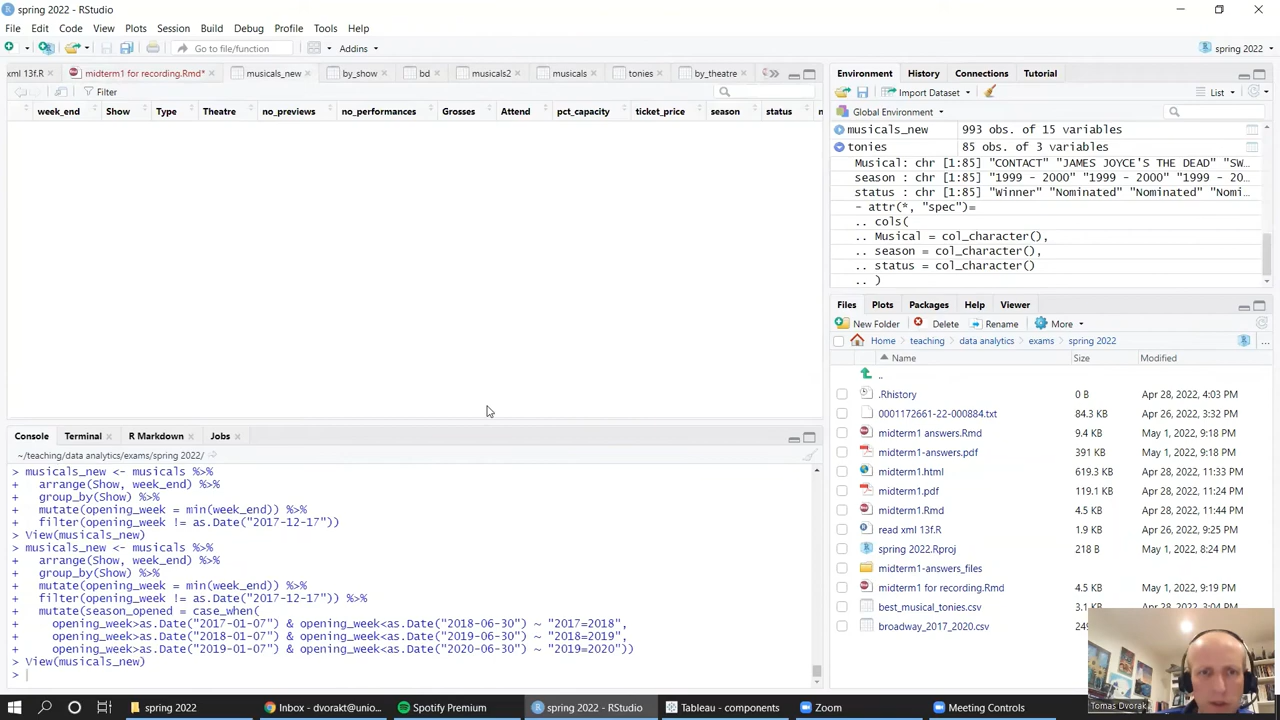 spring 2022 - RStudio
File Edit Code View Plots Session Build Debug Profile Tools Help
Go to file/function Addins spring 2022
xml 13f.R midterm1 for recording.Rmd* musicals_new by_show bd musicals2 musicals tonies by_theatre
Filter
week_end Show Type Theatre no_previews no_performances Grosses Attend pct_capacity ticket_price season status
Console Terminal R Markdown Jobs
~/teaching/data analytics/exams/spring 2022/
> musicals_new <- musicals %>%
+ arrange(Show, week_end) %>%
+ group_by(Show) %>%
+ mutate(opening_week = min(week_end)) %>%
+ filter(opening_week != as.Date("2017-12-17"))
> View(musicals_new)
> musicals_new <- musicals %>%
+ arrange(Show, week_end) %>%
+ group_by(Show) %>%
+ mutate(opening_week = min(week_end)) %>%
+ filter(opening_week != as.Date("2017-12-17")) %>%
+ mutate(season_opened = case_when(
+ opening_week>as.Date("2017-01-07") & opening_week<as.Date("2018-06-30") ~ "2017=2018",
+ opening_week>as.Date("2018-01-07") & opening_week<as.Date("2019-06-30") ~ "2018=2019",
+ opening_week>as.Date("2019-01-07") & opening_week<as.Date("2020-06-30") ~ "2019=2020"))
> View(musicals_new)
>
Environment History Connections Tutorial
Import Dataset List
Global Environment
musicals_new 993 obs. of 15 variables
tonies 85 obs. of 3 variables
Musical: chr [1:85] "CONTACT" "JAMES JOYCE'S THE DEAD" "SW…
season : chr [1:85] "1999 - 2000" "1999 - 2000" "1999 - 20…
status : chr [1:85] "Winner" "Nominated" "Nominated" "Nomi…
- attr(*, "spec")=
.. cols(
.. Musical = col_character(),
.. season = col_character(),
.. status = col_character()
.. )
Files Plots Packages Help Viewer
New Folder Delete Rename More
Home teaching data analytics exams spring 2022 ...
Name Size Modified
..
.Rhistory 0 B Apr 28, 2022, 4:03 PM
0001172661-22-000884.txt 84.3 KB Apr 26, 2022, 3:32 PM
midterm1 answers.Rmd 9.4 KB May 1, 2022, 9:18 PM
midterm1-answers.pdf 391 KB May 1, 2022, 9:18 PM
midterm1.html 619.3 KB Apr 28, 2022, 11:33 PM
midterm1.pdf 119.1 KB Apr 28, 2022, 11:24 PM
midterm1.Rmd 4.5 KB Apr 28, 2022, 11:44 PM
read xml 13f.R 1.9 KB Apr 26, 2022, 9:25 PM
spring 2022.Rproj 218 B May 1, 2022, 8:24 PM
midterm1-answers_files
midterm1 for recording.Rmd 4.5 KB May 1, 2022, 9:19 PM
best_musical_tonies.csv 3.1
broadway_2017_2020.csv 249
Tomas Dvorak
spring 2022 Inbox - dvorakt@unio... Spotify Premium spring 2022 - RStudio Tableau - components Zoom Meeting Controls